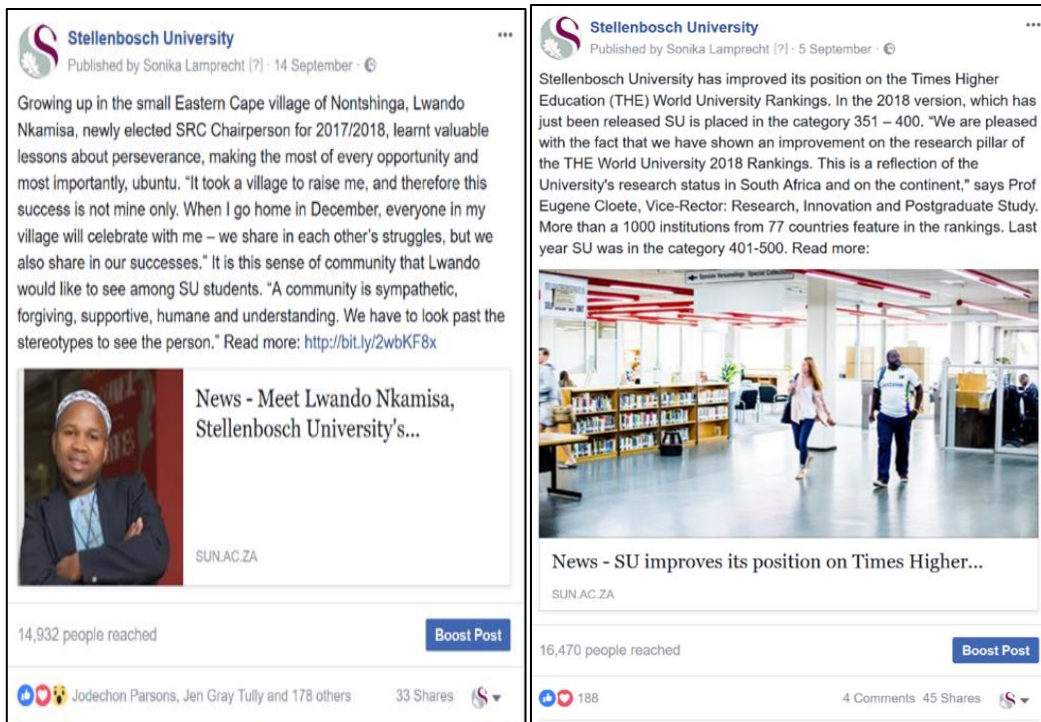 Stellenbosch University
Published by Sonika Lamprecht [?] · 14 September ·
Growing up in the small Eastern Cape village of Nontshinga, Lwando
Nkamisa, newly elected SRC Chairperson for 2017/2018, learnt valuable
lessons about perseverance, making the most of every opportunity and
most importantly, ubuntu. “It took a village to raise me, and therefore this
success is not mine only. When I go home in December, everyone in my
village will celebrate with me – we share in each other’s struggles, but we
also share in our successes.” It is this sense of community that Lwando
would like to see among SU students. “A community is sympathetic,
forgiving, supportive, humane and understanding. We have to look past the
stereotypes to see the person.” Read more: http://bit.ly/2wbKF8x
News - Meet Lwando Nkamisa,
Stellenbosch University's...
SUN.AC.ZA
14,932 people reached
Boost Post
Jodechon Parsons, Jen Gray Tully and 178 others
33 Shares
Stellenbosch University
Published by Sonika Lamprecht [?] · 5 September ·
Stellenbosch University has improved its position on the Times Higher
Education (THE) World University Rankings. In the 2018 version, which has
just been released SU is placed in the category 351 – 400. “We are pleased
with the fact that we have shown an improvement on the research pillar of
the THE World University 2018 Rankings. This is a reflection of the
University's research status in South Africa and on the continent," says Prof
Eugene Cloete, Vice-Rector: Research, Innovation and Postgraduate Study.
More than a 1000 institutions from 77 countries feature in the rankings. Last
year SU was in the category 401-500. Read more:
News - SU improves its position on Times Higher...
SUN.AC.ZA
16,470 people reached
Boost Post
188
4 Comments 45 Shares